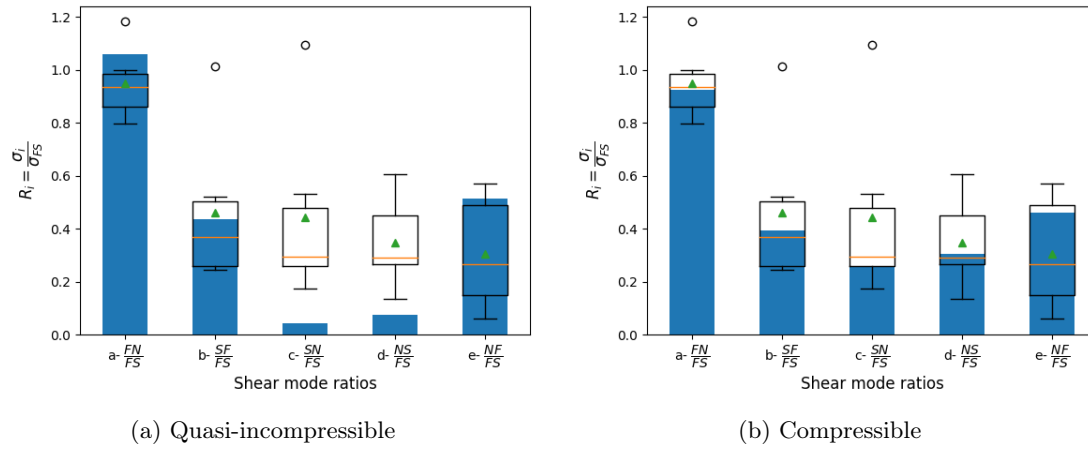 1.2
1.0
0.8
0.6
0.4
0.2
0.0
R_i = σ_i/σ_FS
a- FN/FS
b- SF/FS
c- SN/FS
d- NS/FS
e- NF/FS
Shear mode ratios
(a) Quasi-incompressible
1.2
1.0
0.8
0.6
0.4
0.2
0.0
R_i = σ_i/σ_FS
a- FN/FS
b- SF/FS
c- SN/FS
d- NS/FS
e- NF/FS
Shear mode ratios
(b) Compressible